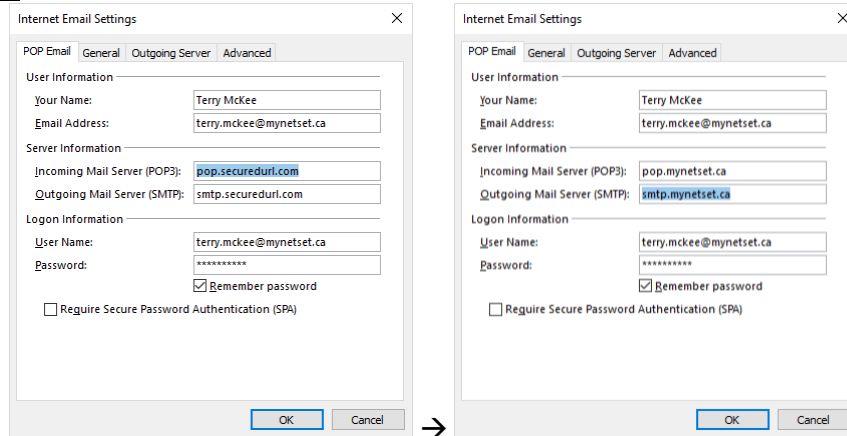 Internet Email Settings
POP Email General Outgoing Server Advanced
User Information
Your Name: Terry McKee
Email Address: terry.mckee@mynetset.ca
Server Information
Incoming Mail Server (POP3): pop.securedurl.com
Outgoing Mail Server (SMTP): smtp.securedurl.com
Logon Information
User Name: terry.mckee@mynetset.ca
Password: **********
Remember password
Require Secure Password Authentication (SPA)
OK Cancel
→
Internet Email Settings
POP Email General Outgoing Server Advanced
User Information
Your Name: Terry McKee
Email Address: terry.mckee@mynetset.ca
Server Information
Incoming Mail Server (POP3): pop.mynetset.ca
Outgoing Mail Server (SMTP): smtp.mynetset.ca
Logon Information
User Name: terry.mckee@mynetset.ca
Password: **********
Remember password
Require Secure Password Authentication (SPA)
OK Cancel